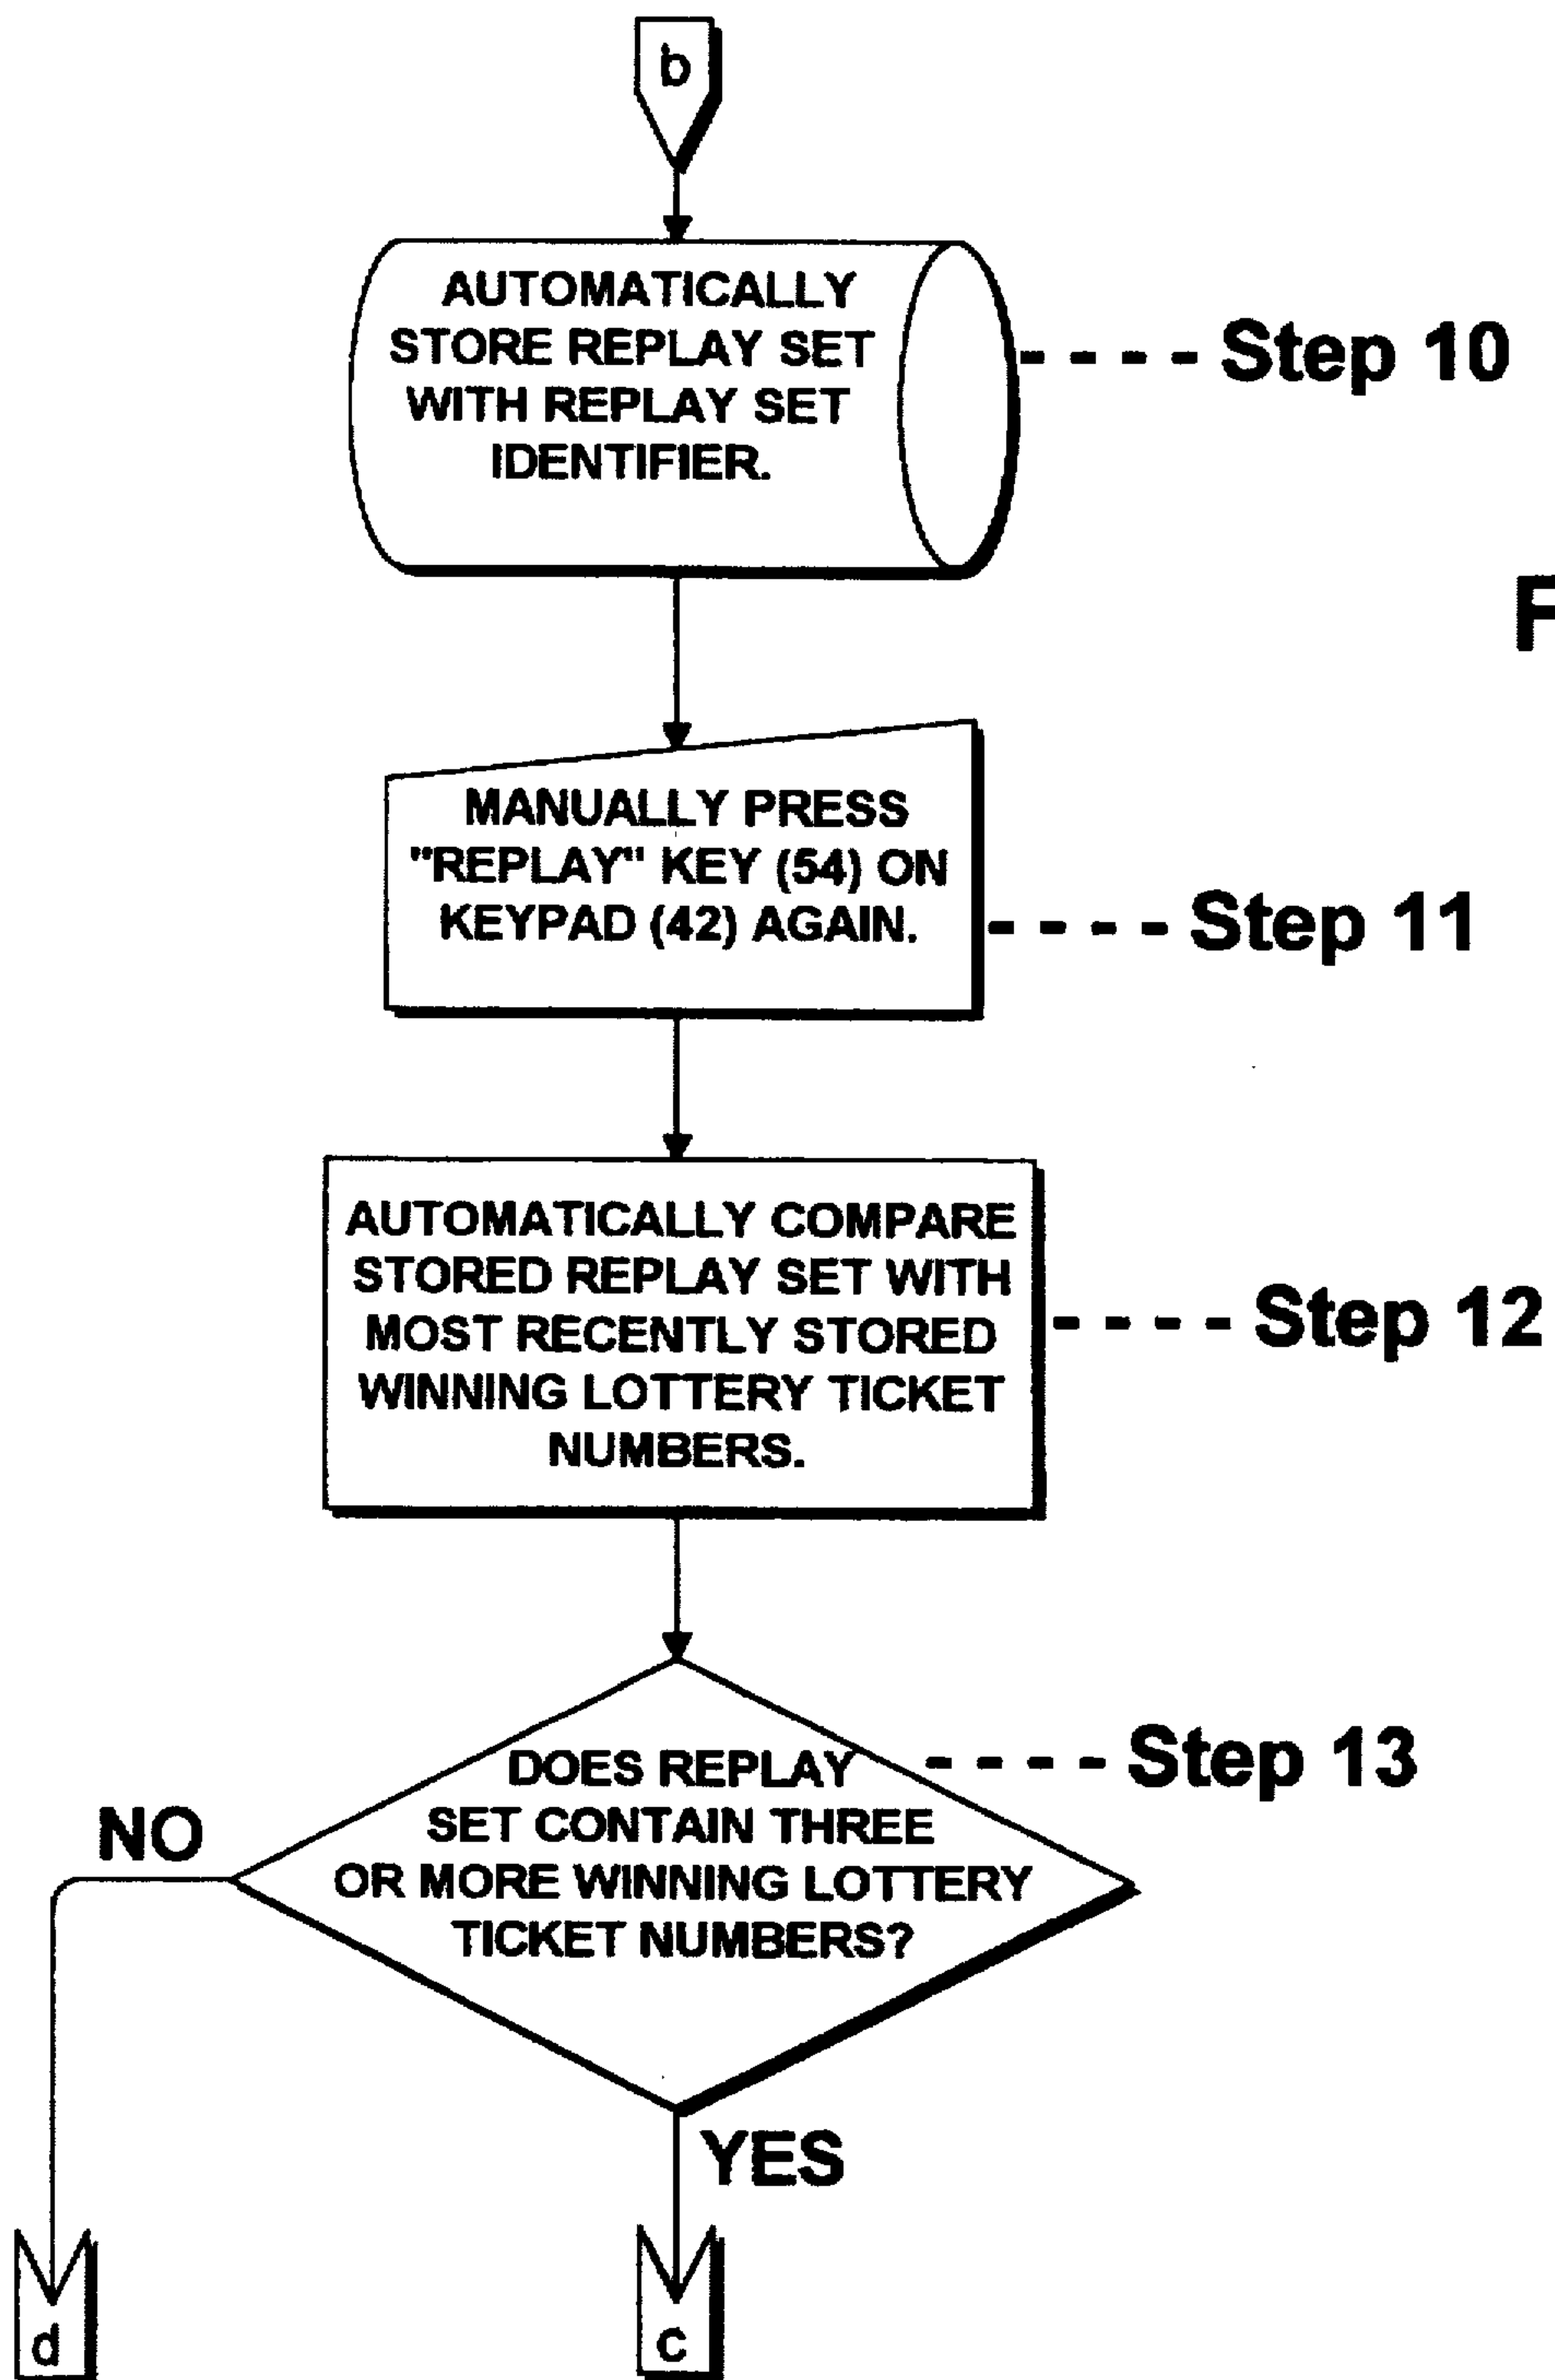 b
AUTOMATICALLY
STORE REPLAY SET
WITH REPLAY SET
IDENTIFIER.
Step 10
F
MANUALLY PRESS
"REPLAY" KEY (54) ON
KEYPAD (42) AGAIN.
Step 11
AUTOMATICALLY COMPARE
STORED REPLAY SET WITH
MOST RECENTLY STORED
WINNING LOTTERY TICKET
NUMBERS.
Step 12
DOES REPLAY
SET CONTAIN THREE
OR MORE WINNING LOTTERY
TICKET NUMBERS?
Step 13
NO
YES
d
c